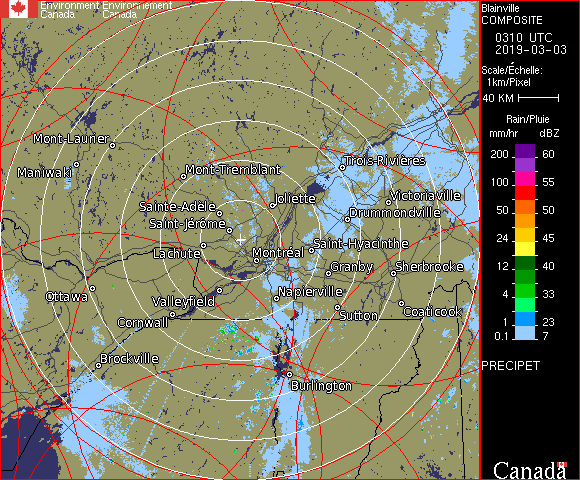 Environment Environnement
Canada Canada
Blainville
COMPOSITE
0310 UTC
2019-03-03
Scale/Échelle:
1km/Pixel
40 KM
Rain/Pluie
mm/hr dBZ
200 60
100 55
50 50
24 45
12 40
4 33
1 23
0.1 7
PRECIPET
Mont-Laurier
Trois-Rivières
Maniwaki
Mont-Tremblant
Joliette
Victoriaville
Sainte-Adele
Drummondville
Saint-Jérôme
Saint-Hyacinthe
Lachute
Montréal
Granby
Sherbrooke
Ottawa
Napierville
Valleyfield
Coaticook
Sutton
Cornwall
Brockville
Burlington
Canada